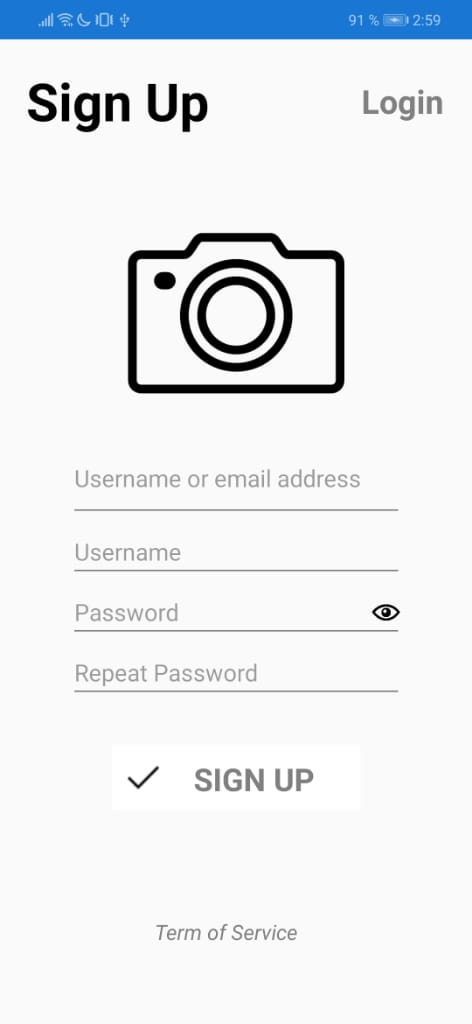 91 % 2:59
Sign Up Login
Username or email address
Username
Password
Repeat Password
SIGN UP
Term of Service